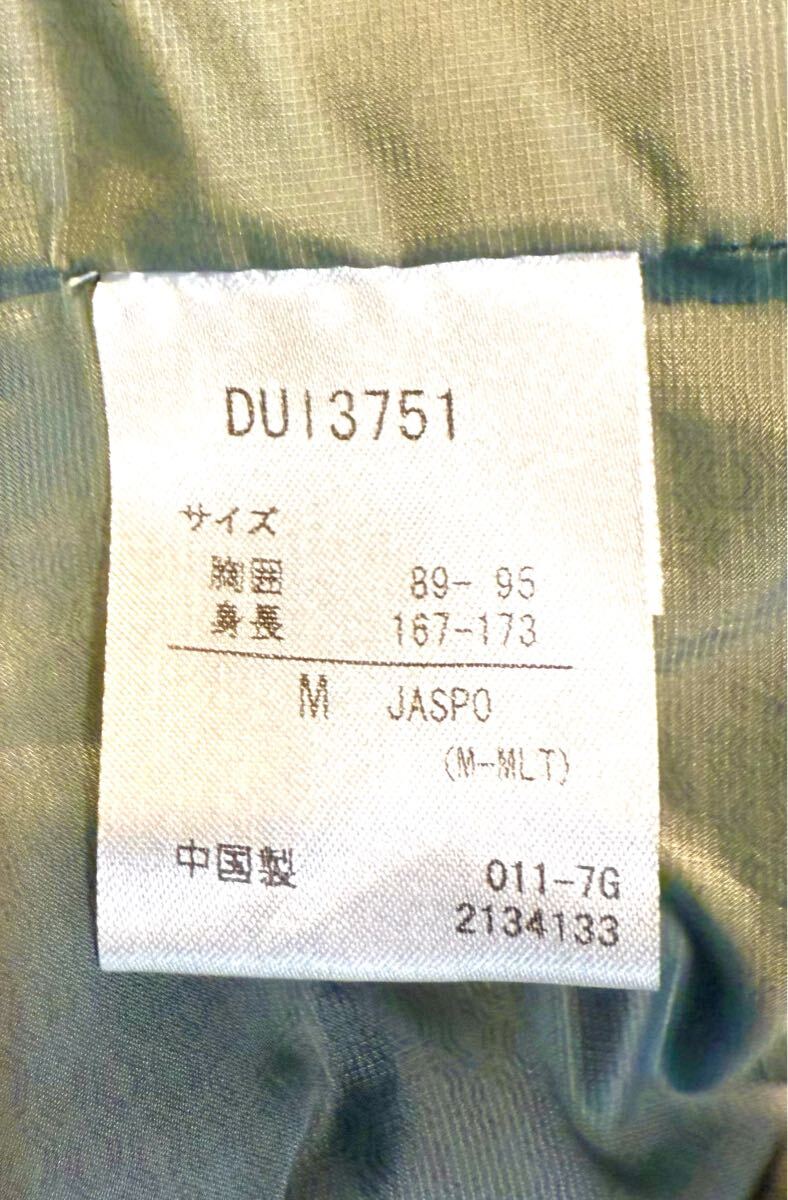 DUI3751
サイズ
胸囲 89- 95
身長 167-173
M JASPO
(M-MLT)
中国製 011-7G
2134133